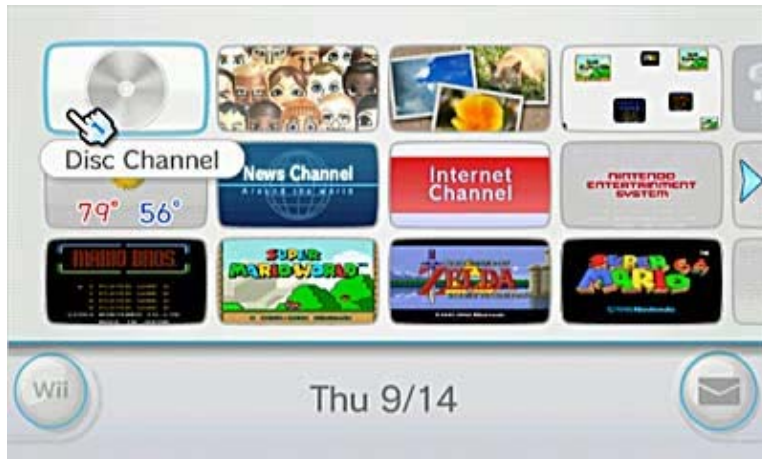 Disc Channel
79° 56°
News Channel
Around the world
Internet
Channel
NINTENDO
ENTERTAINMENT
SYSTEM
MARIO BROS.
SUPER
MARIO WORLD
ZELDA
SUPER
MARIO 64
Wii
Thu 9/14